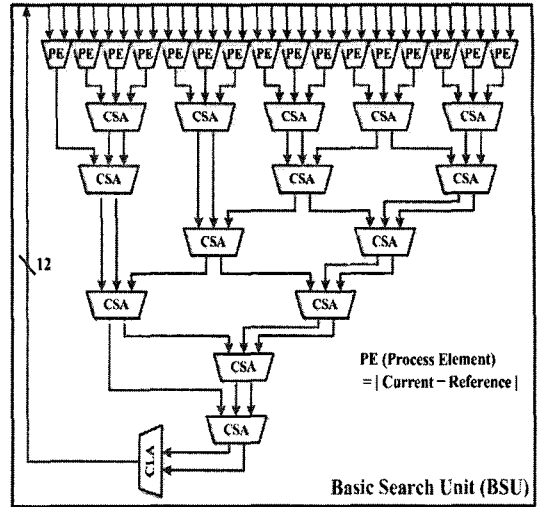 PE PE PE PE PE PE PE PE PE PE PE PE PE PE PE PE
CSA CSA CSA CSA CSA
CSA CSA CSA
CSA CSA
12
CSA CSA
CSA
PE (Process Element)
= | Current − Reference |
CSA
CLA
Basic Search Unit (BSU)